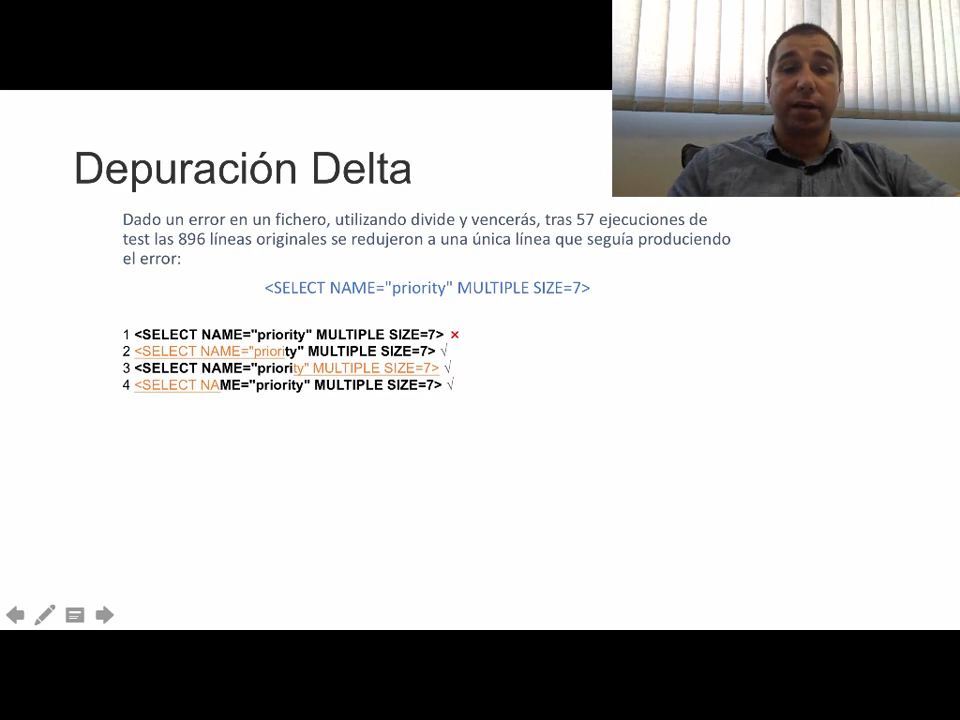 Depuración Delta
Dado un error en un fichero, utilizando divide y vencerás, tras 57 ejecuciones de
test las 896 líneas originales se redujeron a una única línea que seguía produciendo
el error:
<SELECT NAME="priority" MULTIPLE SIZE=7>
1 <SELECT NAME="priority" MULTIPLE SIZE=7> ×
2 <SELECT NAME="priority" MULTIPLE SIZE=7> √
3 <SELECT NAME="priority" MULTIPLE SIZE=7> √
4 <SELECT NAME="priority" MULTIPLE SIZE=7> √